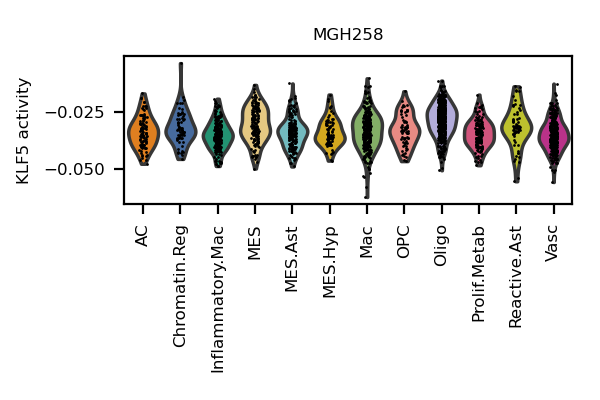 MGH258
KLF5 activity
−0.025
−0.050
AC
Chromatin.Reg
Inflammatory.Mac
MES
MES.Ast
MES.Hyp
Mac
OPC
Oligo
Prolif.Metab
Reactive.Ast
Vasc